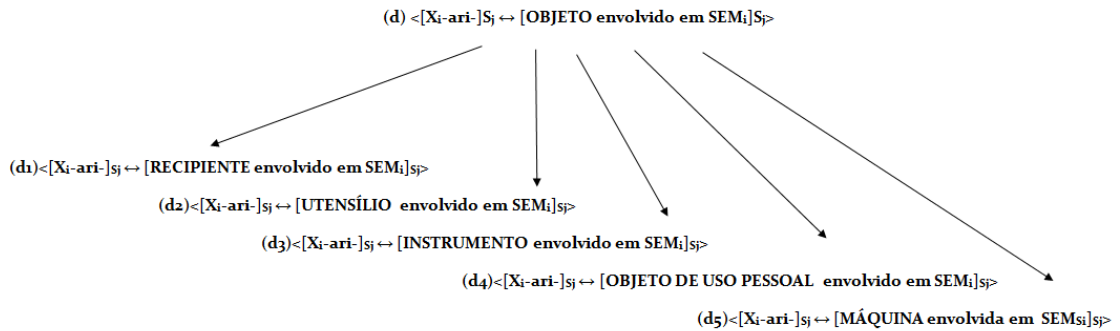 (d) <[Xᵢ-ari-]Sⱼ ↔ [OBJETO envolvido em SEMᵢ]Sⱼ>
(d1)<[Xᵢ-ari-]sⱼ ↔ [RECIPIENTE envolvido em SEMᵢ]sⱼ>
(d2)<[Xᵢ-ari-]sⱼ ↔ [UTENSÍLIO envolvido em SEMᵢ]sⱼ>
(d3)<[Xᵢ-ari-]sⱼ ↔ [INSTRUMENTO envolvido em SEMᵢ]sⱼ>
(d4)<[Xᵢ-ari-]sⱼ ↔ [OBJETO DE USO PESSOAL envolvido em SEMᵢ]sⱼ>
(d5)<[Xᵢ-ari-]sⱼ ↔ [MÁQUINA envolvida em SEMsᵢ]sⱼ>